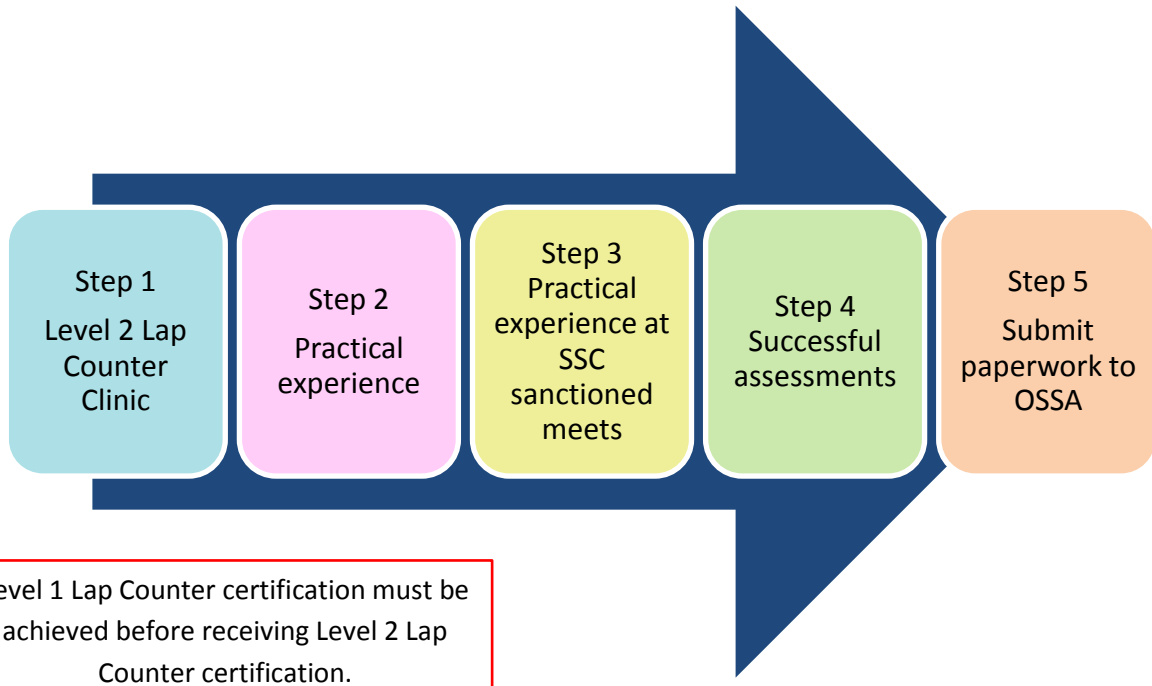 Step 1
Level 2 Lap
Counter
Clinic
Step 2
Practical
experience
Step 3
Practical
experience at
SSC
sanctioned
meets
Step 4
Successful
assessments
Step 5
Submit
paperwork to
OSSA
evel 1 Lap Counter certification must be
achieved before receiving Level 2 Lap
Counter certification.